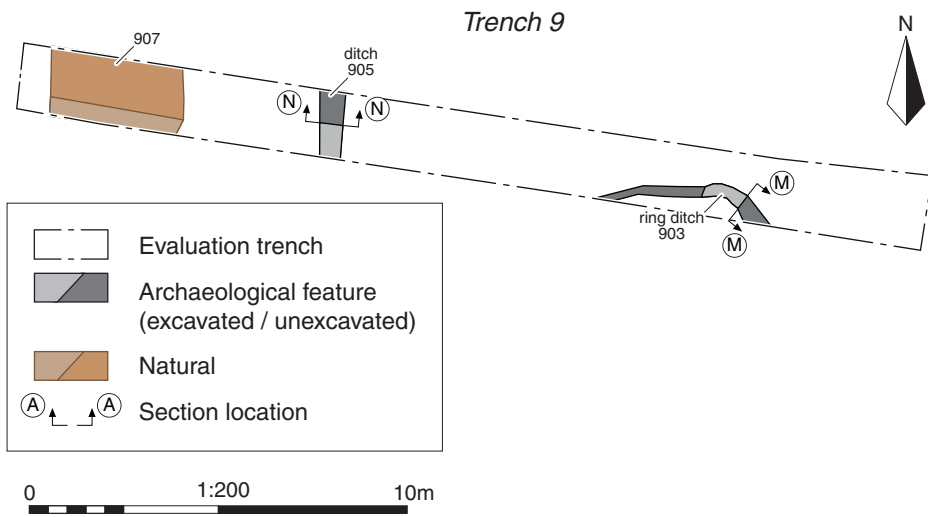 Trench 9
N
907
ditch
905
N
N
M
ring ditch
903
M
Evaluation trench
Archaeological feature
(excavated / unexcavated)
Natural
A
A
Section location
0
1:200
10m